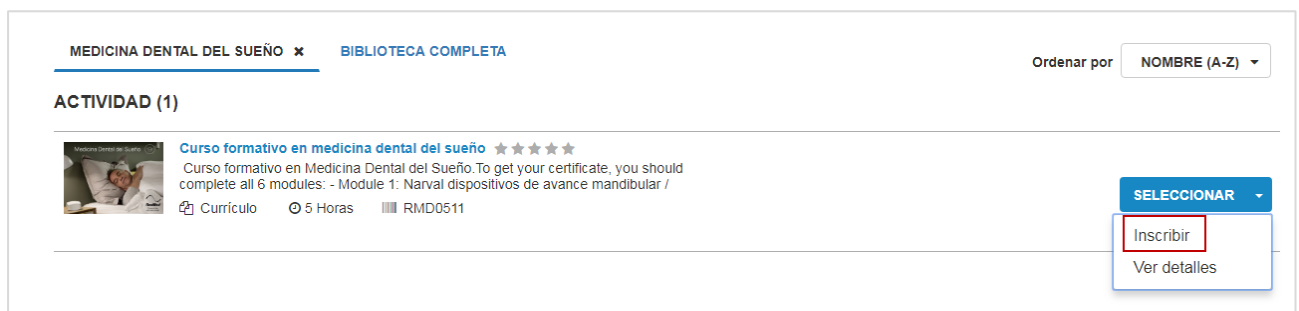 MEDICINA DENTAL DEL SUEÑO ✖ BIBLIOTECA COMPLETA
Ordenar por NOMBRE (A-Z)
ACTIVIDAD (1)
Medicina Dental de Sueño
Curso formativo en medicina dental del sueño
Curso formativo en Medicina Dental del Sueño.To get your certificate, you should
complete all 6 modules: - Module 1: Narval dispositivos de avance mandibular /
Currículo 5 Horas RMD0511
SELECCIONAR
Inscribir
Ver detalles